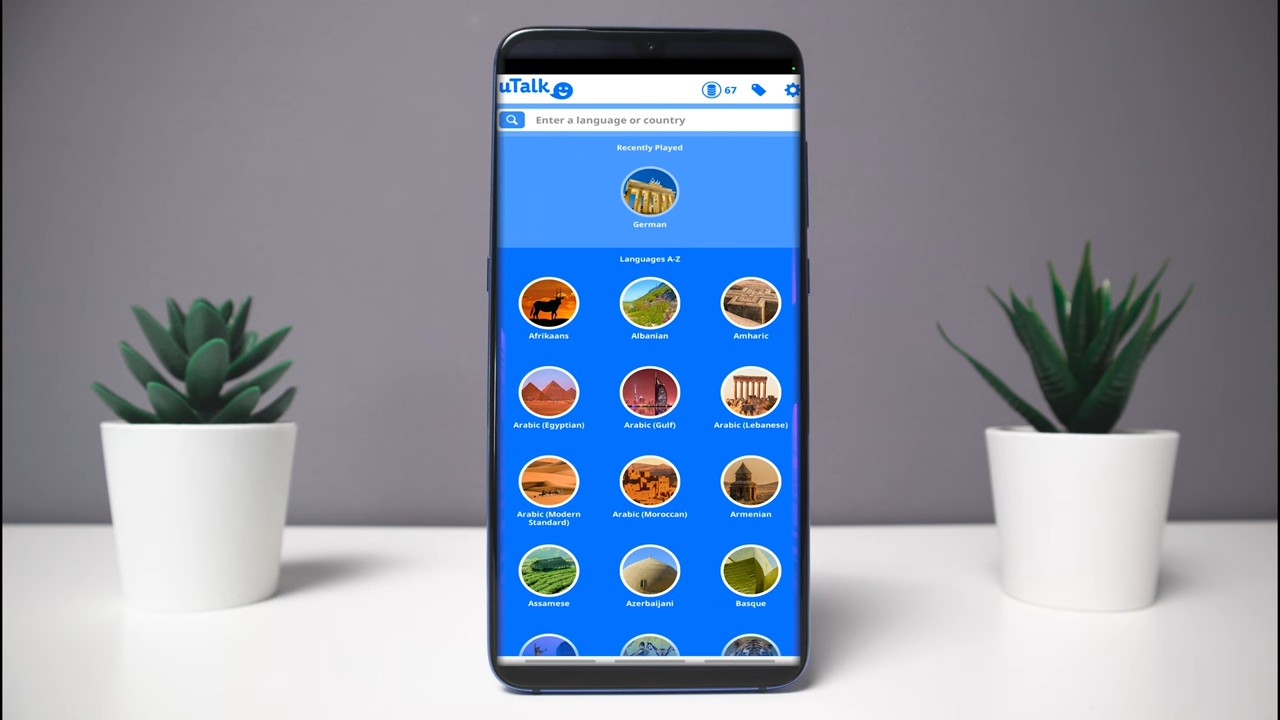 uTalk
67
Enter a language or country
Recently Played
German
Languages A-Z
Afrikaans
Albanian
Amharic
Arabic (Egyptian)
Arabic (Gulf)
Arabic (Lebanese)
Arabic (Modern
Standard)
Arabic (Moroccan)
Armenian
Assamese
Azerbaijani
Basque